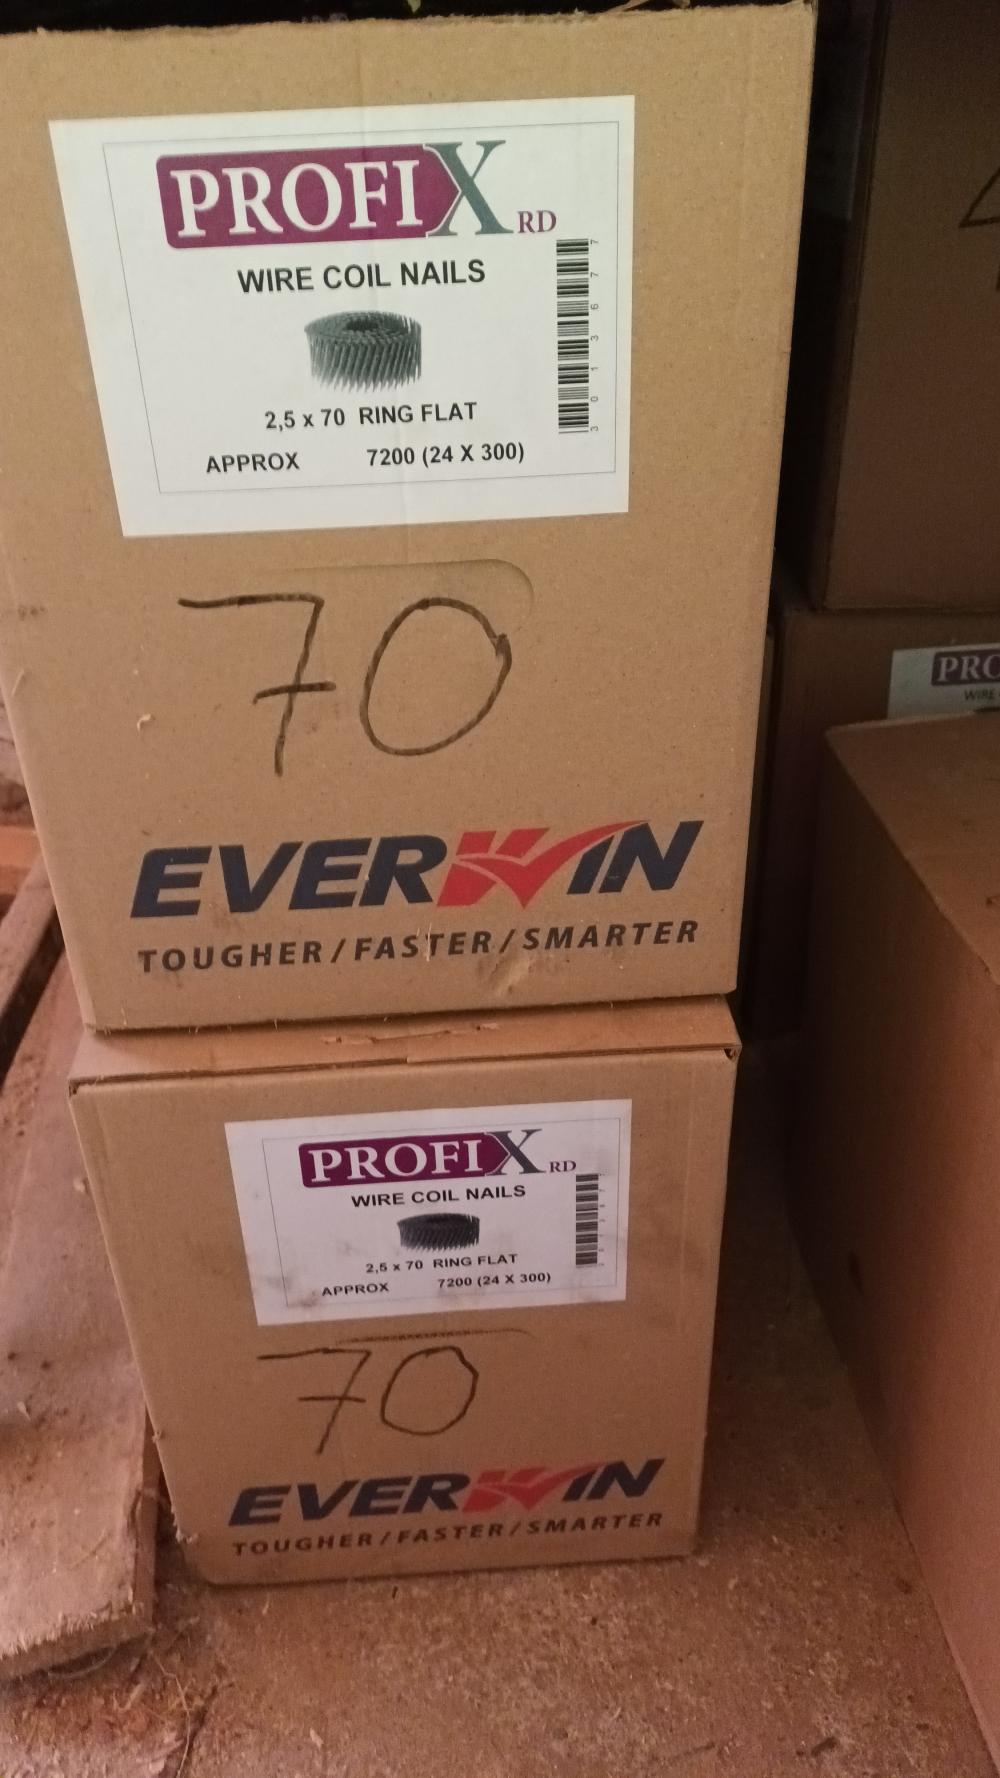 PROFIX RD
WIRE COIL NAILS
2,5 x 70 RING FLAT
APPROX 7200 (24 X 300)
3013677
70
EVERWIN
TOUGHER/FASTER/SMARTER
PROFIX RD
WIRE COIL NAILS
2,5 x 70 RING FLAT
APPROX 7200 (24 X 300)
70
EVERWIN
TOUGHER/FASTER/SMARTER
PRO
WIRE